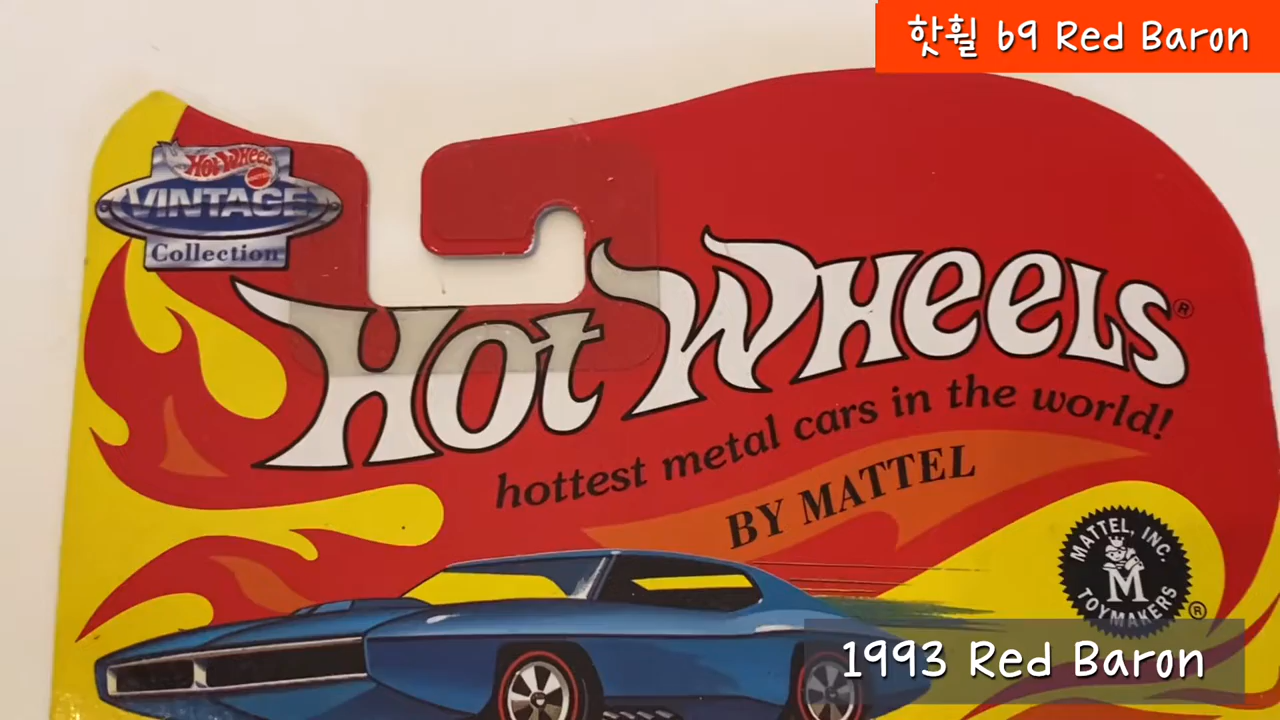 핫휠 69 Red Baron
HOT WHEELS
VINTAGE
Collection
HOT WHEELS®
hottest metal cars in the world!
BY MATTEL
MATTEL, INC.
M
TOYMAKERS ®
1993 Red Baron